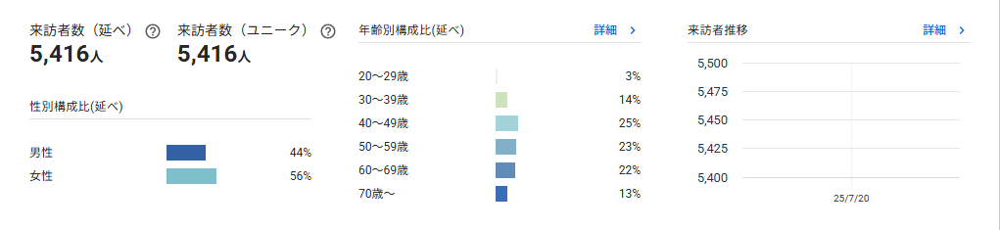 来訪者数（延べ） ?
5,416人
来訪者数（ユニーク） ?
5,416人
性別構成比(延べ)
男性 44%
女性 56%
年齢別構成比(延べ) 詳細
20〜29歳 3%
30〜39歳 14%
40〜49歳 25%
50〜59歳 23%
60〜69歳 22%
70歳〜 13%
来訪者推移 詳細
5,500
5,475
5,450
5,425
5,400
25/7/20